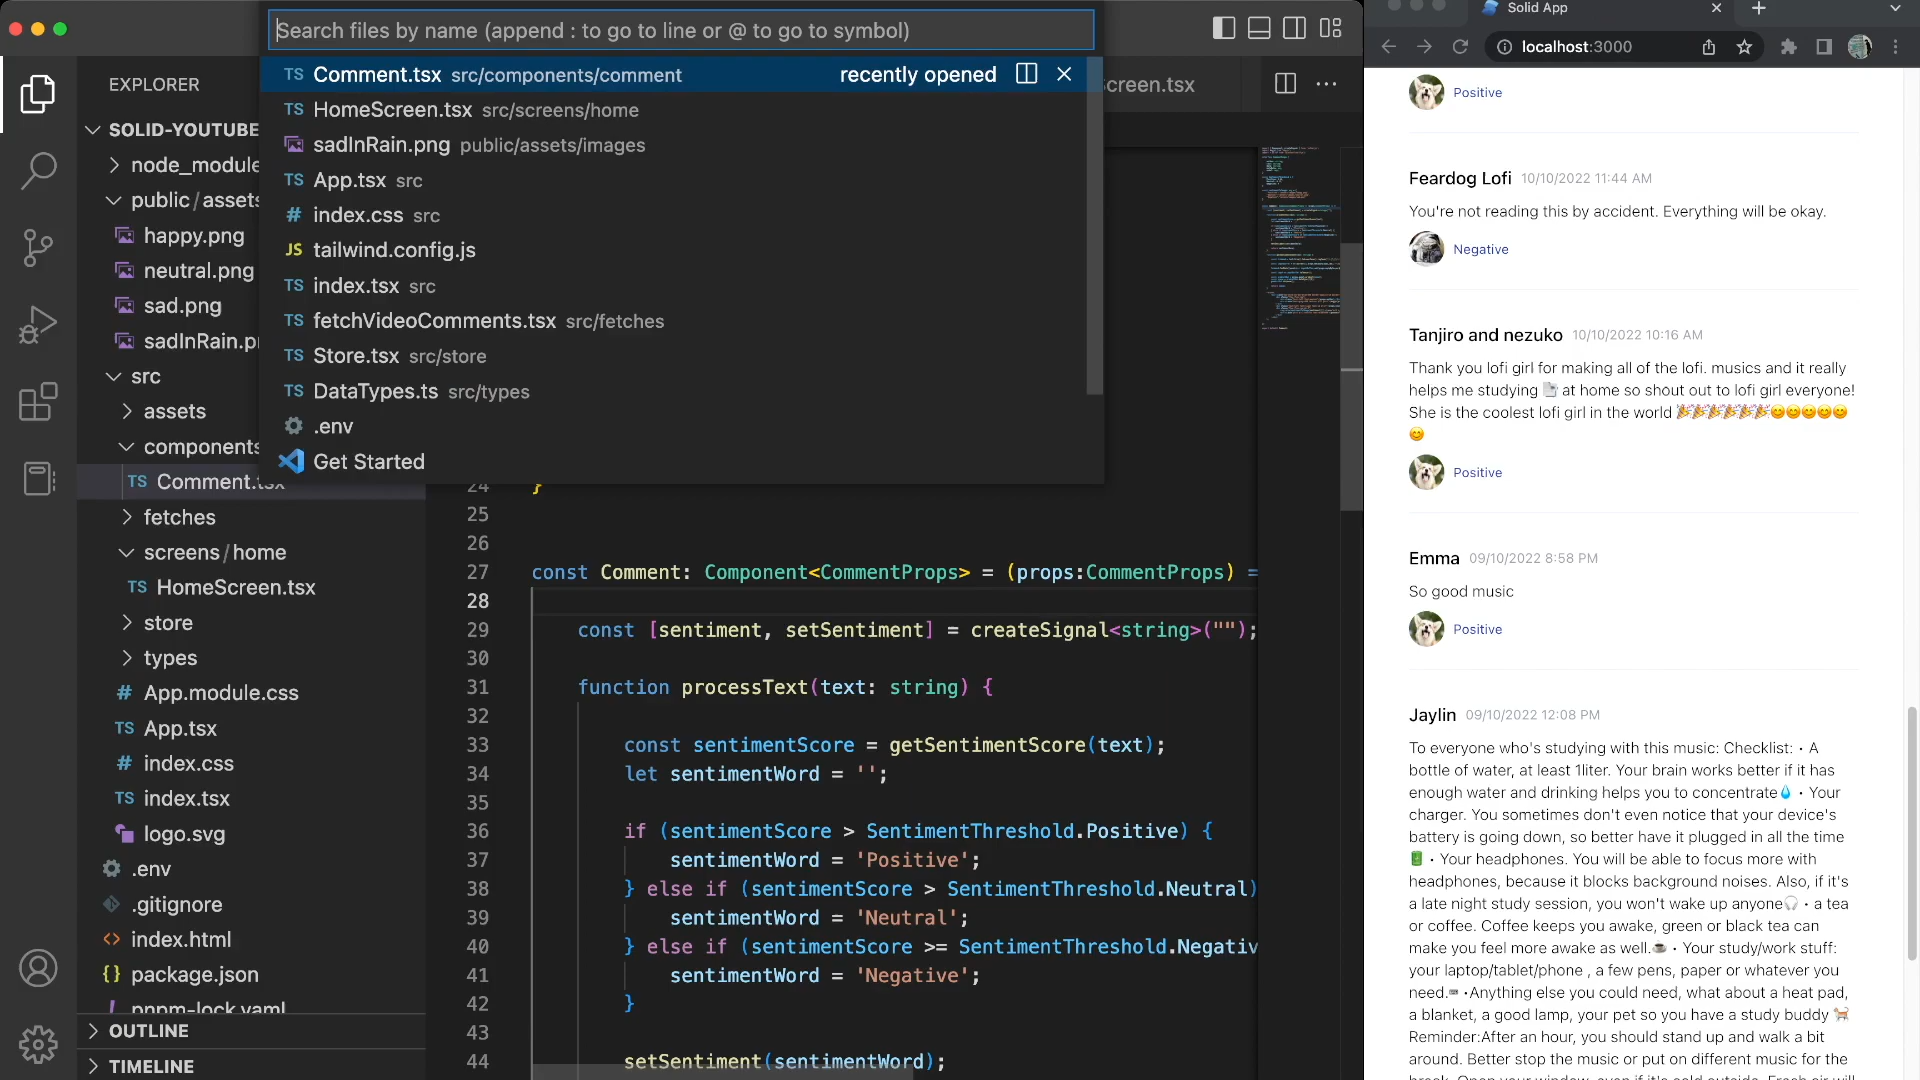 Search files by name (append : to go to line or @ to go to symbol)
TS Comment.tsx src/components/comment recently opened
TS HomeScreen.tsx src/screens/home
sadInRain.png public/assets/images
TS App.tsx src
# index.css src
JS tailwind.config.js
TS index.tsx src
TS fetchVideoComments.tsx src/fetches
TS Store.tsx src/store
TS DataTypes.ts src/types
.env
Get Started
EXPLORER
SOLID-YOUTUBE
node_module
public/assets
happy.png
neutral.png
sad.png
sadInRain.p
src
assets
components
TS Comment.tsx
fetches
screens/home
TS HomeScreen.tsx
store
types
# App.module.css
TS App.tsx
# index.css
TS index.tsx
logo.svg
.env
.gitignore
<> index.html
{} package.json
! pnpm-lock.yaml
OUTLINE
TIMELINE
creen.tsx
24 }
25
26
27 const Comment: Component<CommentProps> = (props:CommentProps) =
28
29 const [sentiment, setSentiment] = createSignal<string>("");
30
31 function processText(text: string) {
32
33 const sentimentScore = getSentimentScore(text);
34 let sentimentWord = '';
35
36 if (sentimentScore > SentimentThreshold.Positive) {
37 sentimentWord = 'Positive';
38 } else if (sentimentScore > SentimentThreshold.Neutral)
39 sentimentWord = 'Neutral';
40 } else if (sentimentScore >= SentimentThreshold.Negativ
41 sentimentWord = 'Negative';
42 }
43
44 setSentiment(sentimentWord);
Solid App
localhost:3000
Positive
Feardog Lofi 10/10/2022 11:44 AM
You're not reading this by accident. Everything will be okay.
Negative
Tanjiro and nezuko 10/10/2022 10:16 AM
Thank you lofi girl for making all of the lofi. musics and it really
helps me studying 📄 at home so shout out to lofi girl everyone!
She is the coolest lofi girl in the world 🎉🎉🎉🎉🎉🎉😊😊😊😊😊
😊
Positive
Emma 09/10/2022 8:58 PM
So good music
Positive
Jaylin 09/10/2022 12:08 PM
To everyone who's studying with this music: Checklist: • A
bottle of water, at least 1liter. Your brain works better if it has
enough water and drinking helps you to concentrate💧 • Your
charger. You sometimes don't even notice that your device's
battery is going down, so better have it plugged in all the time
🔋 • Your headphones. You will be able to focus more with
headphones, because it blocks background noises. Also, if it's
a late night study session, you won't wake up anyone🎧 • a tea
or coffee. Coffee keeps you awake, green or black tea can
make you feel more awake as well.☕ • Your study/work stuff:
your laptop/tablet/phone , a few pens, paper or whatever you
need.⌨ •Anything else you could need, what about a heat pad,
a blanket, a good lamp, your pet so you have a study buddy 🐕
Reminder:After an hour, you should stand up and walk a bit
around. Better stop the music or put on different music for the